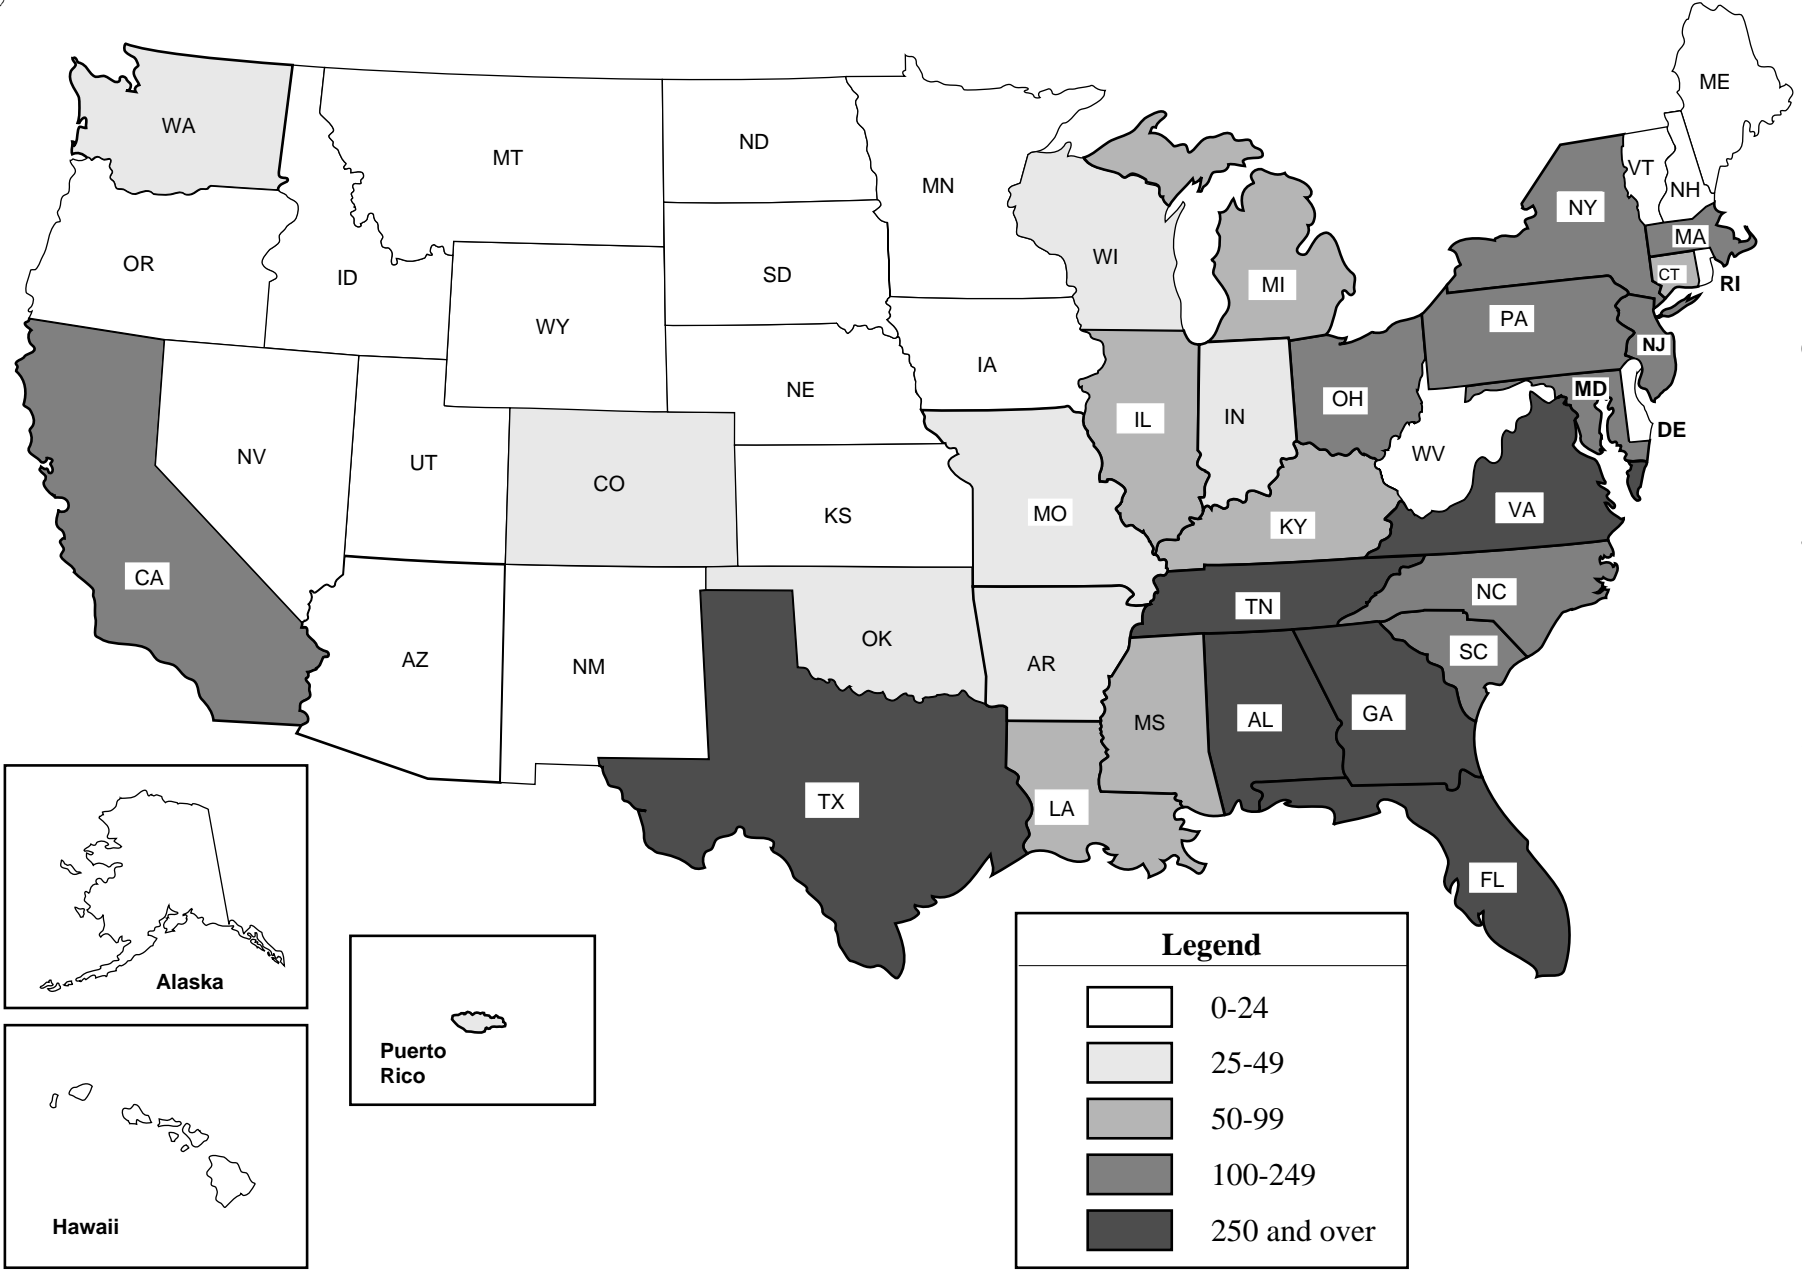 ME
WA
ND
MT
VT
MN
NH
NY
MA
WI
OR
SD
ID
CT
MI
RI
PA
WY
NJ
IA
NE
MD
OH
IN
IL
DE
WV
NV
UT
CO
VA
MO
KS
KY
CA
NC
TN
OK
SC
AZ
AR
NM
GA
AL
MS
TX
LA
FL
Legend
Alaska
0-24
Puerto
Rico
25-49
50-99
100-249
Hawaii
250 and over